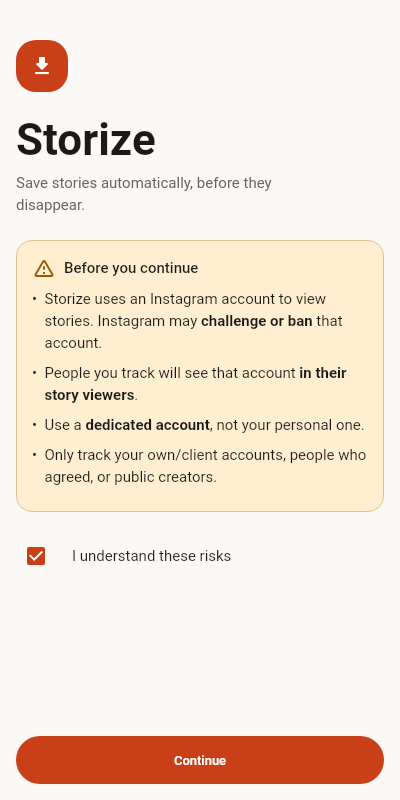 Storize
Save stories automatically, before they
disappear.
Before you continue
• Storize uses an Instagram account to view
stories. Instagram may challenge or ban that
account.
• People you track will see that account in their
story viewers.
• Use a dedicated account, not your personal one.
• Only track your own/client accounts, people who
agreed, or public creators.
I understand these risks
Continue